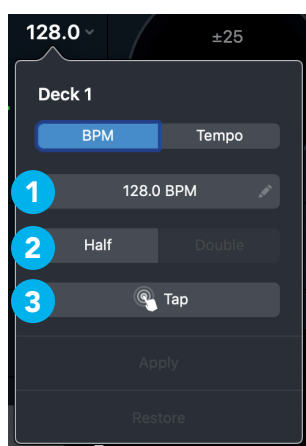 128.0
±25
Deck 1
BPM Tempo
1 128.0 BPM
2 Half Double
3 Tap
Apply
Restore